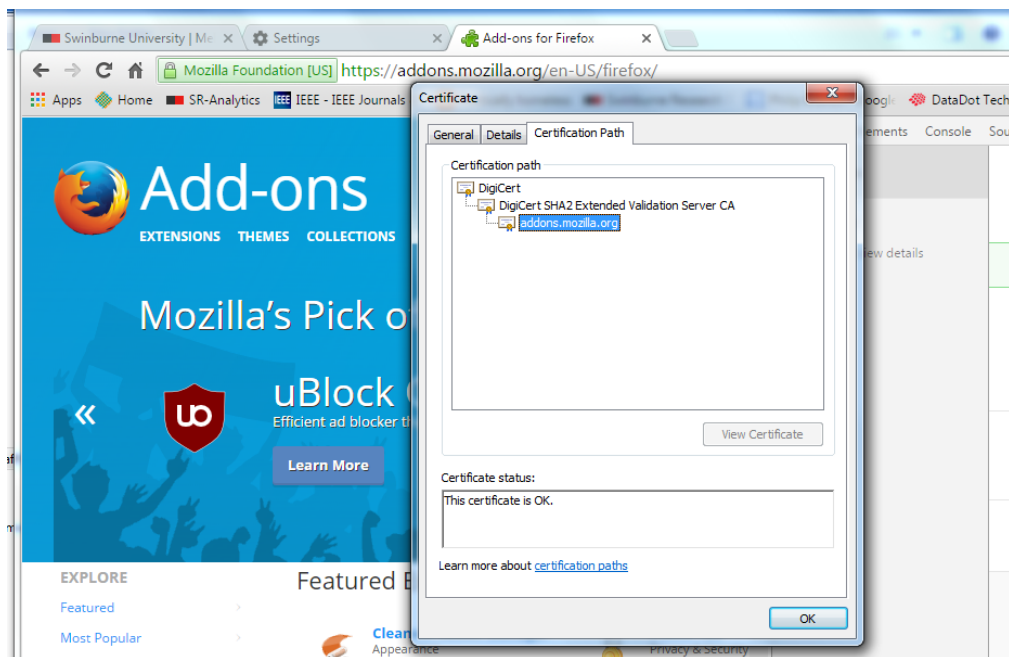 Swinburne University | Me
Settings
Add-ons for Firefox
Mozilla Foundation [US] https://addons.mozilla.org/en-US/firefox/
Apps Home SR-Analytics IEEE IEEE - IEEE Journals DataDot Tech
Certificate
General Details Certification Path
ements Console Sou
Certification path
DigiCert
DigiCert SHA2 Extended Validation Server CA
addons.mozilla.org
Add-ons
EXTENSIONS THEMES COLLECTIONS
iew details
Mozilla's Pick o
uBlock
Efficient ad blocker th
uo
Learn More
View Certificate
Certificate status:
This certificate is OK.
Learn more about certification paths
OK
EXPLORE
Featured
Most Popular
Featured E
Clean
Appearance
Privacy & Security